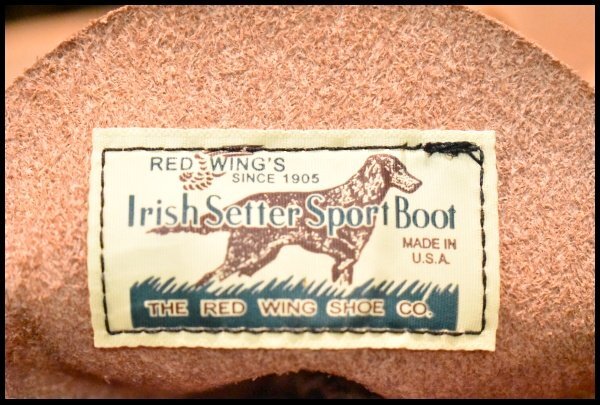 RED WING'S
SINCE 1905
Irish Setter Sport Boot
MADE IN
U.S.A.
THE RED WING SHOE CO.